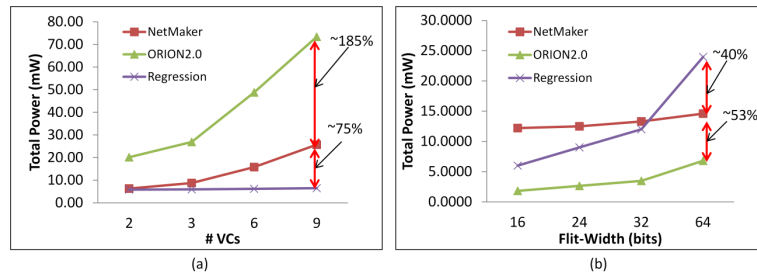 80.00
70.00
60.00
50.00
40.00
30.00
20.00
10.00
0.00
Total Power (mW)
NetMaker
ORION2.0
Regression
~185%
~75%
2 3 6 9
# VCs
(a)
30.0000
25.0000
20.0000
15.0000
10.0000
5.0000
0.0000
Total Power (mW)
NetMaker
ORION2.0
Regression
~40%
~53%
16 24 32 64
Flit-Width (bits)
(b)